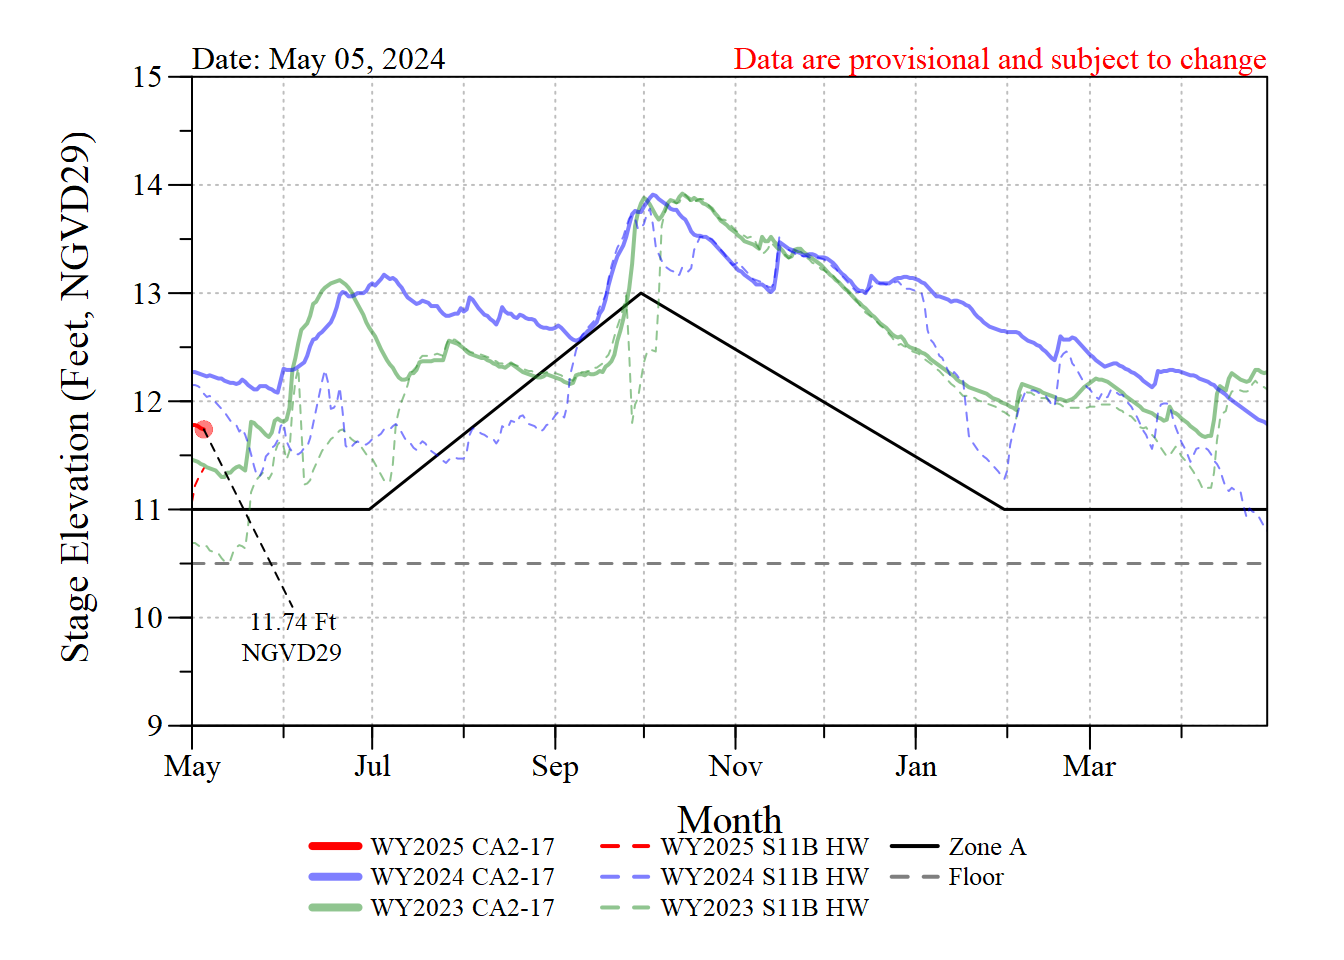 Date: May 05, 2024
Data are provisional and subject to change
Stage Elevation (Feet, NGVD29)
15
14
13
12
11
10
9
11.74 Ft
NGVD29
May
Jul
Sep
Nov
Jan
Mar
Month
WY2025 CA2-17
WY2025 S11B HW
Zone A
WY2024 CA2-17
WY2024 S11B HW
Floor
WY2023 CA2-17
WY2023 S11B HW